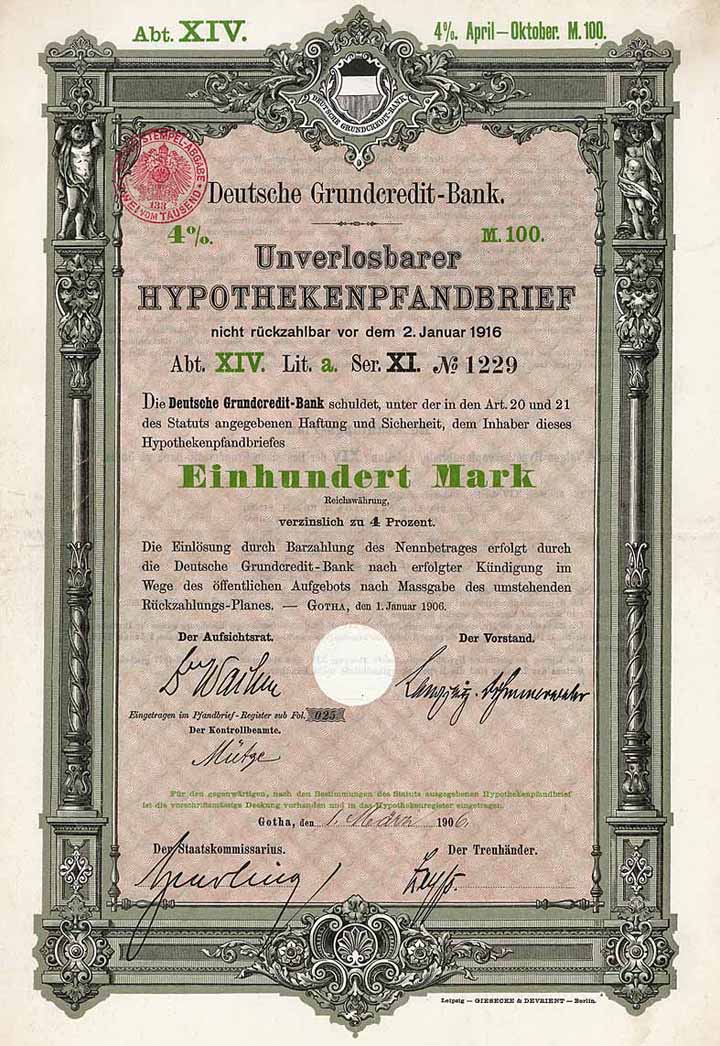 Abt. XIV.
4%. April—Oktober. M. 100.
DEUTSCHE GRUNDCREDIT-BANK
STEMPEL-ABGABE
133
ZWEI VOM TAUSEND
Deutsche Grundcredit-Bank.
4%.
M. 100.
Unverlosbarer
HYPOTHEKENPFANDBRIEF
nicht rückzahlbar vor dem 2. Januar 1916
Abt. XIV. Lit. a. Ser. XI. № 1229
Die Deutsche Grundcredit-Bank schuldet, unter der in den Art. 20 und 21
des Statuts angegebenen Haftung und Sicherheit, dem Inhaber dieses
Hypothekenpfandbriefes
Einhundert Mark
Reichswährung,
verzinslich zu 4 Prozent.
Die Einlösung durch Barzahlung des Nennbetrages erfolgt durch
die Deutsche Grundcredit-Bank nach erfolgter Kündigung im
Wege des öffentlichen Aufgebots nach Massgabe des umstehenden
Rückzahlungs-Planes. — GOTHA, den 1. Januar 1906.
Der Aufsichtsrat.
Der Vorstand.
Eingetragen im Pfandbrief-Register sub Fol. 025
Der Kontrollbeamte.
Mütze
Für den gegenwärtigen, nach den Bestimmungen des Statuts ausgegebenen Hypothekenpfandbrief
ist die vorschriftsmässige Deckung vorhanden und in das Hypothekenregister eingetragen.
Gotha, den 1. März 1906.
Der Staatskommissarius.
Der Treuhänder.
Leipzig — GIESECKE & DEVRIENT — Berlin.